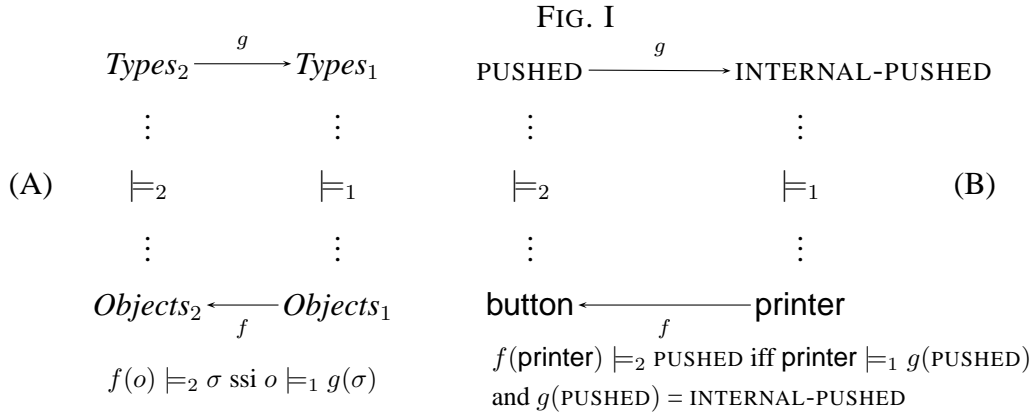 FIG. I
g g
Types₂ Types₁ PUSHED INTERNAL-PUSHED
⋮ ⋮ ⋮ ⋮
(A) ⊨₂ ⊨₁ ⊨₂ ⊨₁ (B)
⋮ ⋮ ⋮ ⋮
Objects₂ Objects₁ button printer
f f
f(o) ⊨₂ σ ssi o ⊨₁ g(σ)
f(printer) ⊨₂ PUSHED iff printer ⊨₁ g(PUSHED)
and g(PUSHED) = INTERNAL-PUSHED